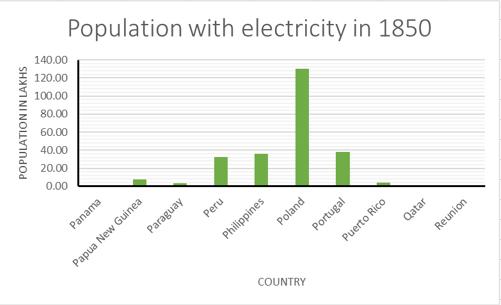 Population with electricity in 1850
POPULATION IN LAKHS
140.00
120.00
100.00
80.00
60.00
40.00
20.00
0.00
Panama
Papua New Guinea
Paraguay
Peru
Philippines
Poland
Portugal
Puerto Rico
Qatar
Reunion
COUNTRY